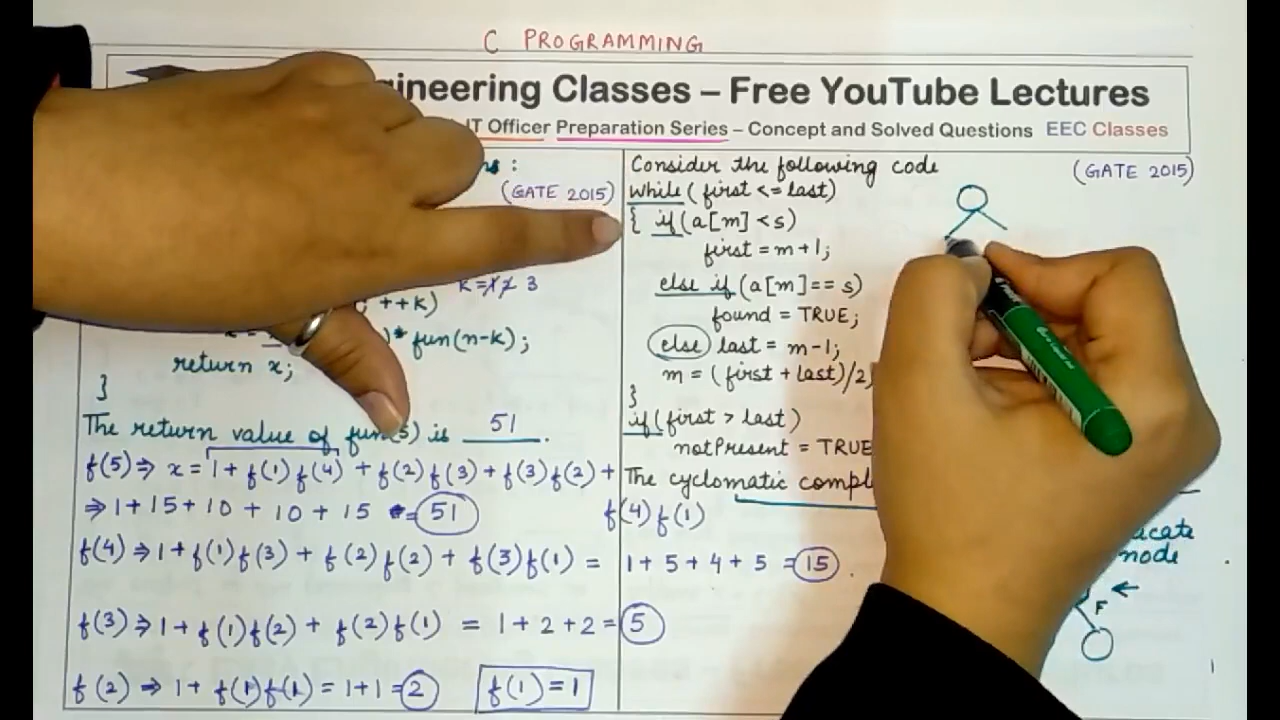 C PROGRAMMING
gineering Classes – Free YouTube Lectures
IT Officer Preparation Series – Concept and Solved Questions EEC Classes
:
(GATE 2015)
K = 1 2 3
; ++K)
) * fun(n-k);
return x;
}
The return value of fun(5) is 51.
f(5) ⇒ x = 1 + f(1) f(4) + f(2) f(3) + f(3) f(2) +
f(4) f(1)
⇒ 1 + 15 + 10 + 10 + 15 = 51
f(4) ⇒ 1 + f(1) f(3) + f(2) f(2) + f(3) f(1) = 1 + 5 + 4 + 5 = 15
f(3) ⇒ 1 + f(1) f(2) + f(2) f(1) = 1 + 2 + 2 = 5
f(2) ⇒ 1 + f(1) f(1) = 1 + 1 = 2
f(1) = 1
Consider the following code
(GATE 2015)
while ( first <= last)
{ if (a[m] < s)
first = m + 1;
else if (a[m] == s)
found = TRUE;
else last = m - 1;
m = (first + last)/2
}
if (first > last)
notPresent = TRUE
The cyclomatic compl
icate
node
F